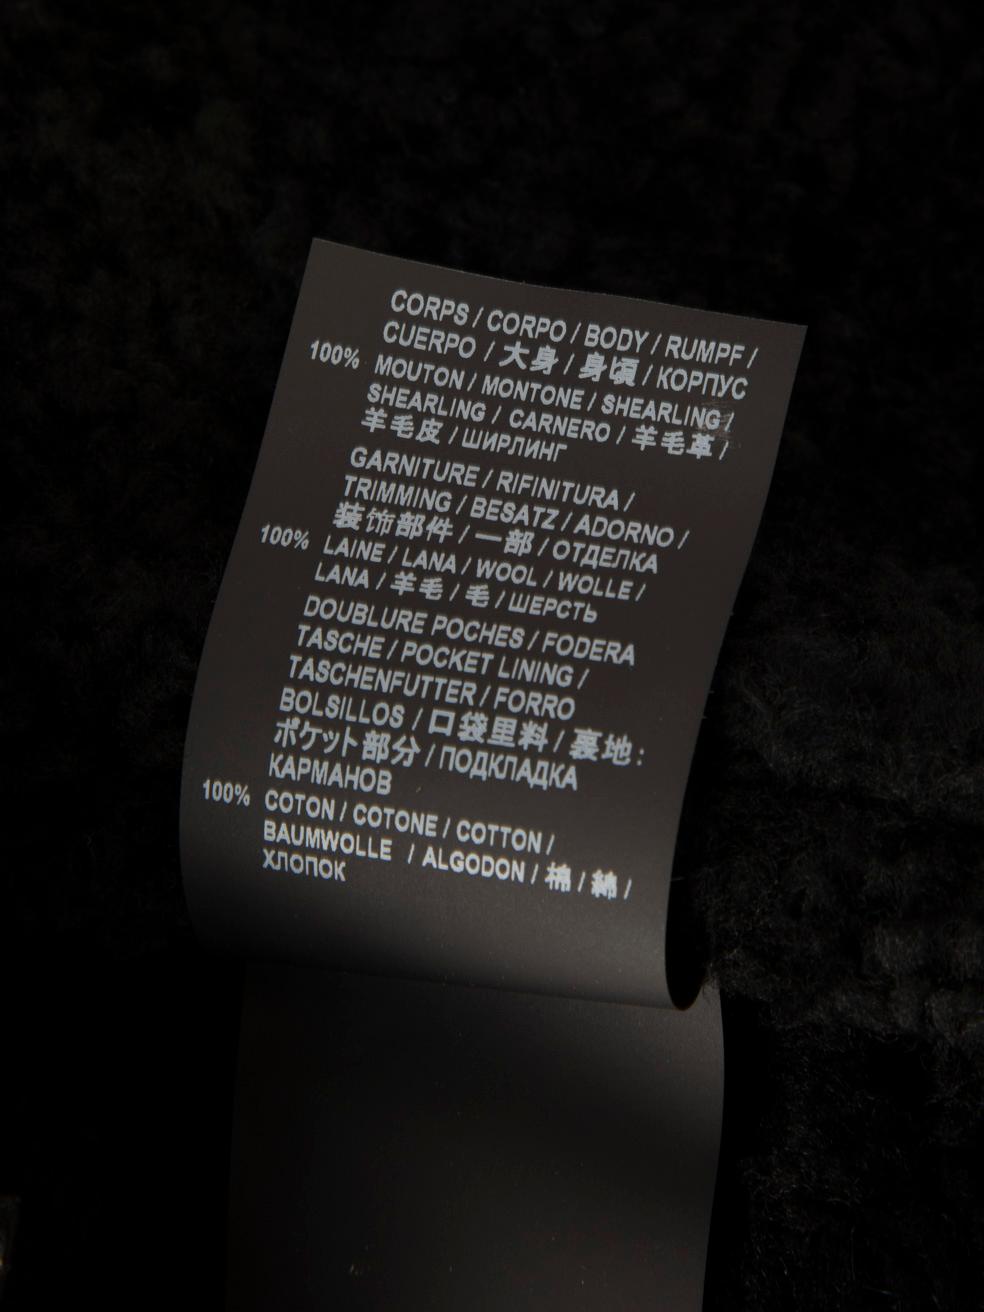 CORPS / CORPO / BODY / RUMPF /
CUERPO / 大身 / 身頃 / КОРПУС
100% MOUTON / MONTONE / SHEARLING /
SHEARLING / CARNERO / 羊毛革 /
羊毛皮 / ШИРЛИНГ
GARNITURE / RIFINITURA /
TRIMMING / BESATZ / ADORNO /
装饰部件 / 一部 / ОТДЕЛКА
100% LAINE / LANA / WOOL / WOLLE /
LANA / 羊毛 / 毛 / ШЕРСТЬ
DOUBLURE POCHES / FODERA
TASCHE / POCKET LINING /
TASCHENFUTTER / FORRO
BOLSILLOS / 口袋里料 / 裏地:
ポケット部分 / ПОДКЛАДКА
КАРМАНОВ
100% COTON / COTONE / COTTON /
BAUMWOLLE / ALGODON / 棉 / 綿 /
ХЛОПОК